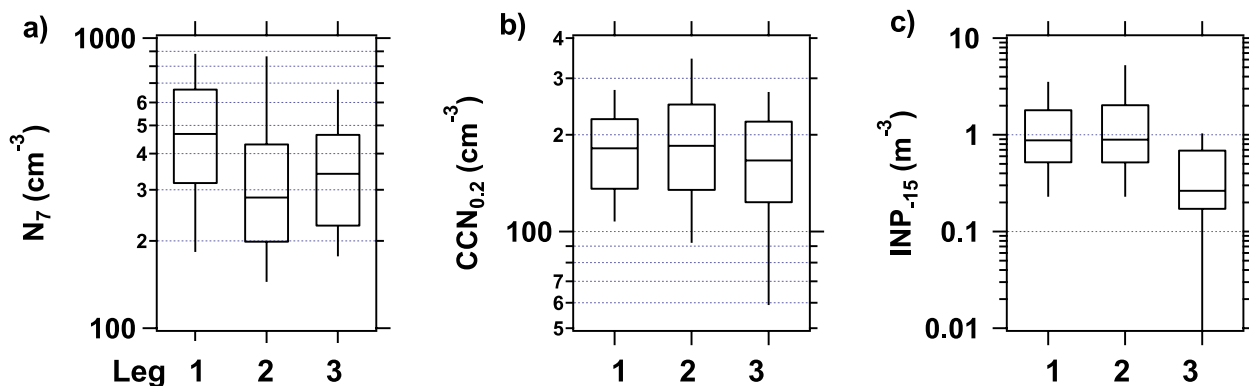 a)
N₇ (cm⁻³)
1000
6
5
4
3
2
100
Leg 1 2 3
b)
CCN₀.₂ (cm⁻³)
4
3
2
100
7
6
5
1 2 3
c)
INP₋₁₅ (m⁻³)
10
1
0.1
0.01
1 2 3